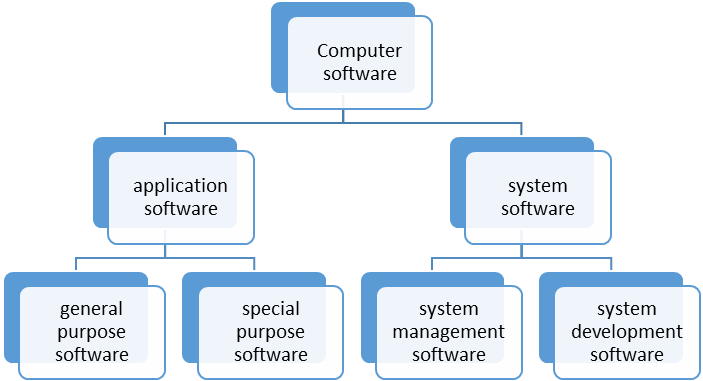 Computer
software
application
software
system
software
general
purpose
software
special
purpose
software
system
management
software
system
development
software